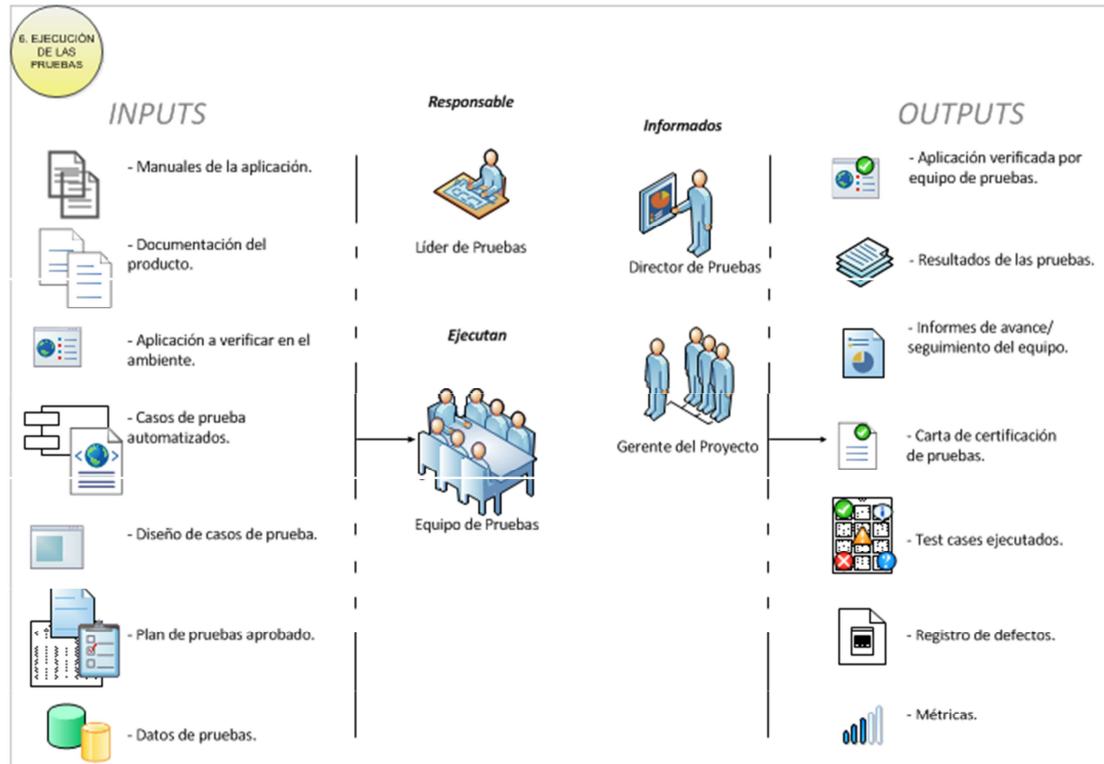 6. EJECUCIÓN
DE LAS
PRUEBAS
INPUTS
- Manuales de la aplicación.
- Documentación del
producto.
- Aplicación a verificar en el
ambiente.
- Casos de prueba
automatizados.
- Diseño de casos de prueba.
- Plan de pruebas aprobado.
- Datos de pruebas.
Responsable
Líder de Pruebas
Ejecutan
Equipo de Pruebas
Informados
Director de Pruebas
Gerente del Proyecto
OUTPUTS
- Aplicación verificada por
equipo de pruebas.
- Resultados de las pruebas.
- Informes de avance/
seguimiento del equipo.
- Carta de certificación
de pruebas.
- Test cases ejecutados.
- Registro de defectos.
- Métricas.